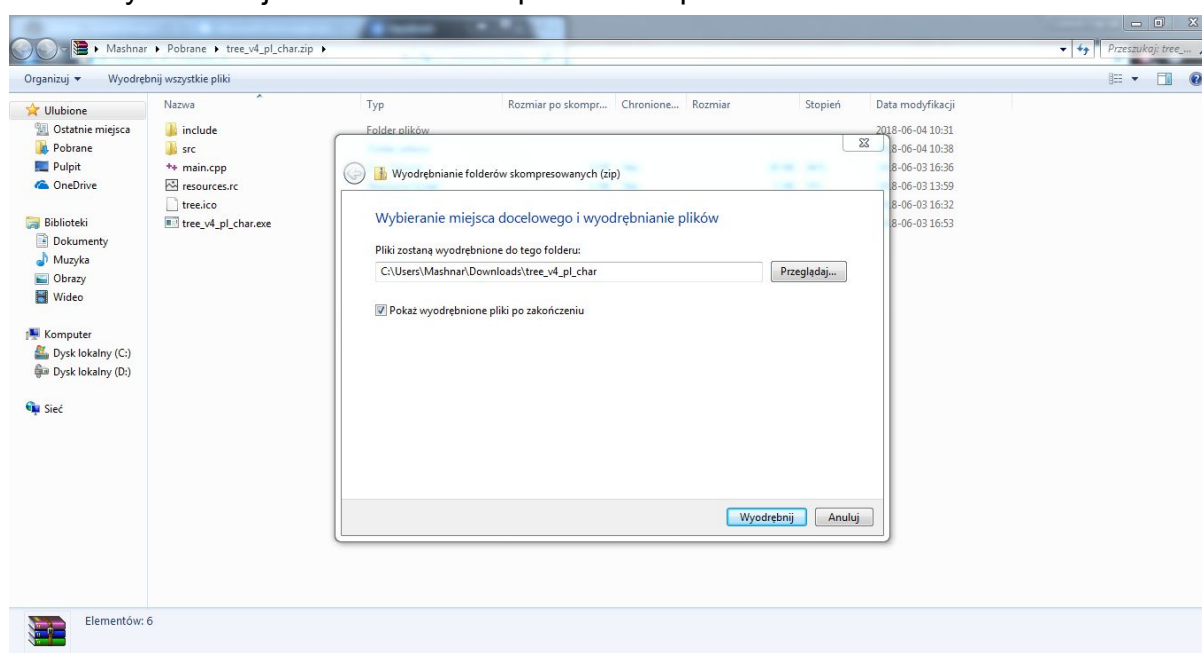 Mashnar ▸ Pobrane ▸ tree_v4_pl_char.zip ▸
Przeszukaj: tree_...
Organizuj Wyodrębnij wszystkie pliki
Ulubione
Ostatnie miejsca
Pobrane
Pulpit
OneDrive
Biblioteki
Dokumenty
Muzyka
Obrazy
Wideo
Komputer
Dysk lokalny (C:)
Dysk lokalny (D:)
Sieć
Nazwa Typ Rozmiar po skompr... Chronione... Rozmiar Stopień Data modyfikacji
include Folder plików 2018-06-04 10:31
src 8-06-04 10:38
main.cpp 8-06-03 16:36
resources.rc 8-06-03 13:59
tree.ico 8-06-03 16:32
tree_v4_pl_char.exe 8-06-03 16:53
Wyodrębnianie folderów skompresowanych (zip)
Wybieranie miejsca docelowego i wyodrębnianie plików
Pliki zostaną wyodrębnione do tego folderu:
C:\Users\Mashnar\Downloads\tree_v4_pl_char Przeglądaj...
Pokaż wyodrębnione pliki po zakończeniu
Wyodrębnij Anuluj
Elementów: 6